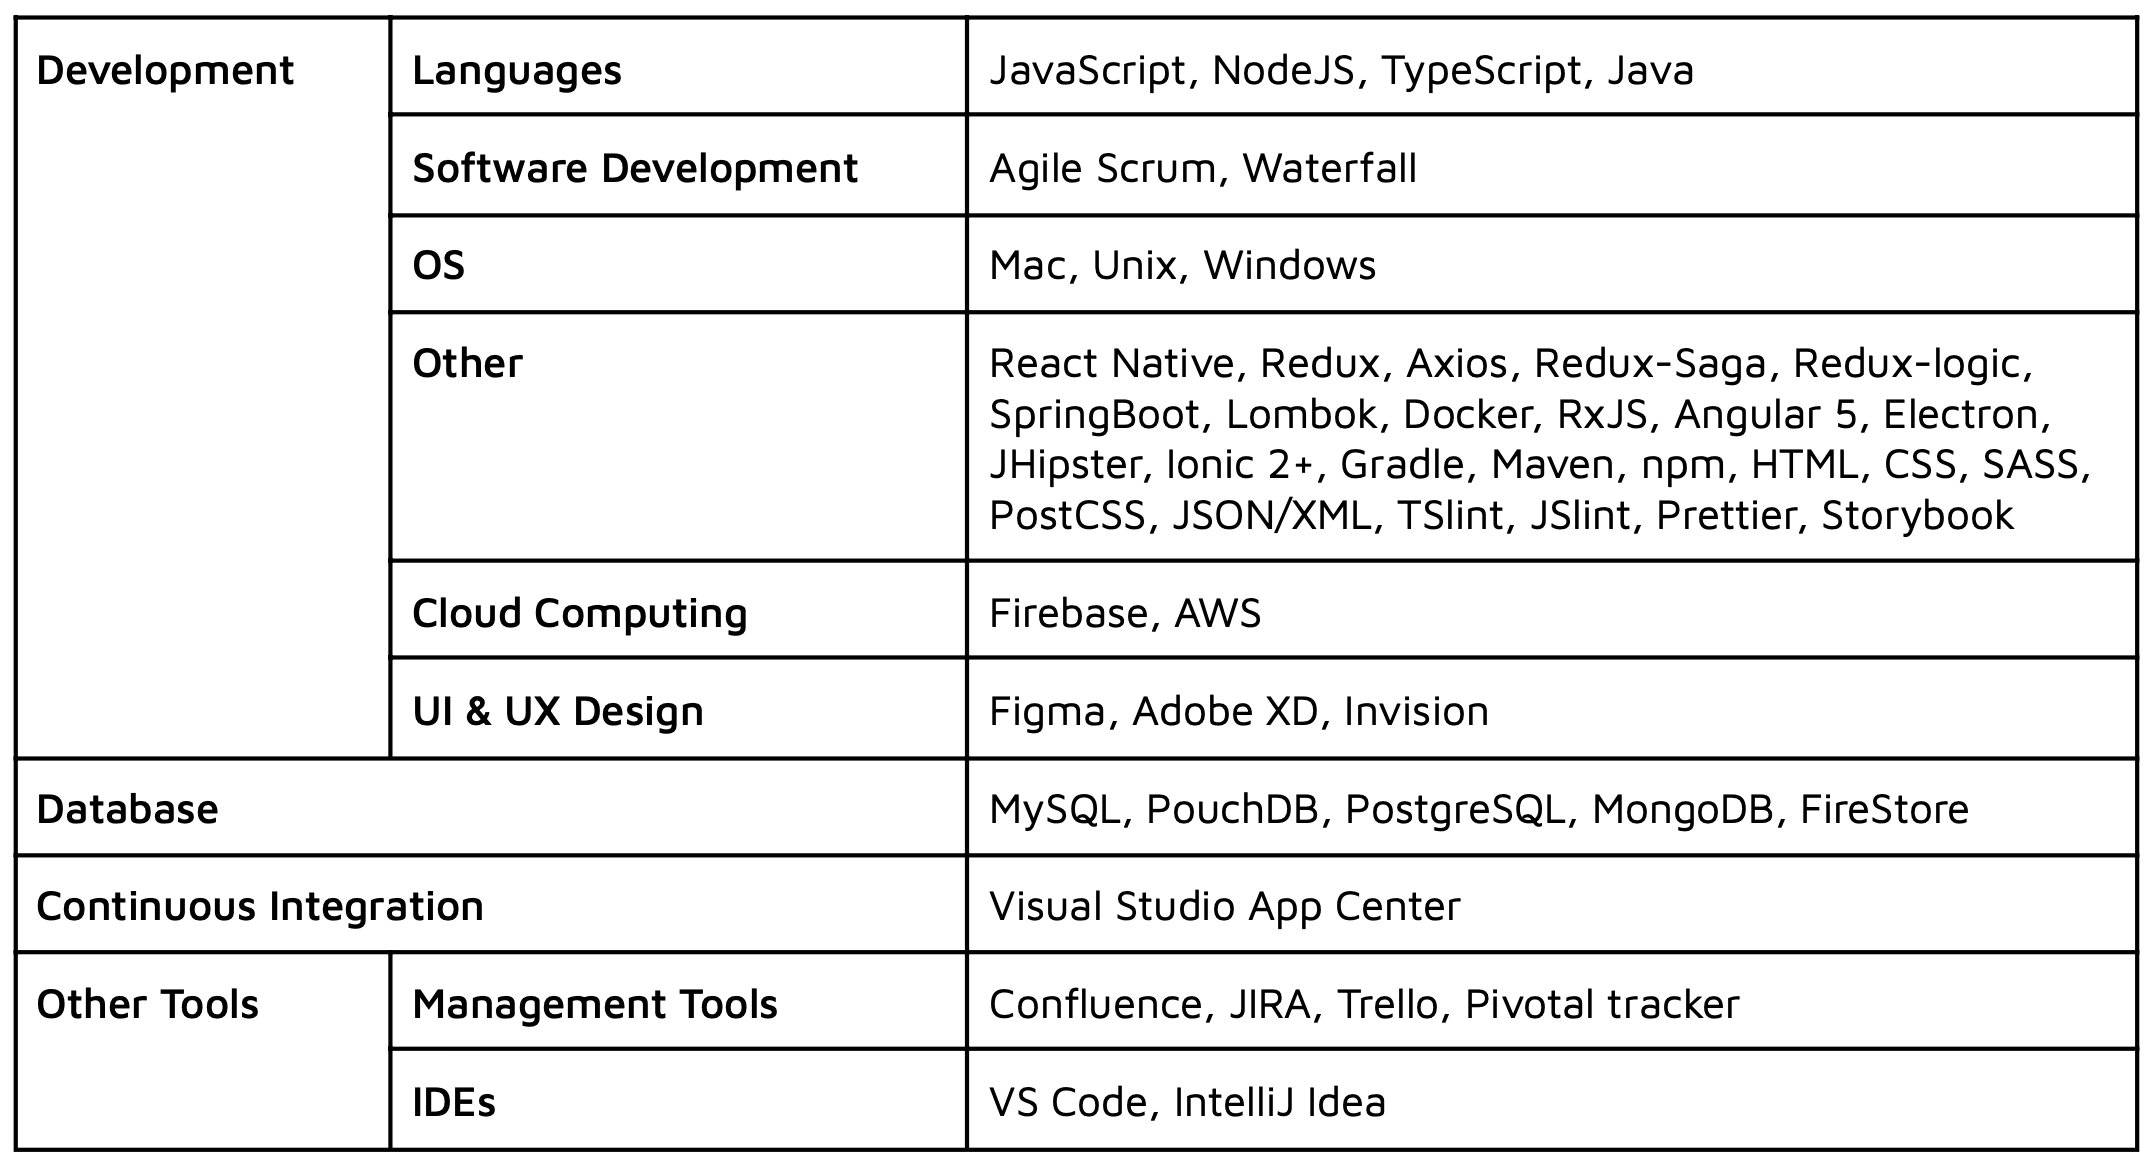 Development
Languages
JavaScript, NodeJS, TypeScript, Java
Software Development
Agile Scrum, Waterfall
OS
Mac, Unix, Windows
Other
React Native, Redux, Axios, Redux-Saga, Redux-logic,
SpringBoot, Lombok, Docker, RxJS, Angular 5, Electron,
JHipster, Ionic 2+, Gradle, Maven, npm, HTML, CSS, SASS,
PostCSS, JSON/XML, TSlint, JSlint, Prettier, Storybook
Cloud Computing
Firebase, AWS
UI & UX Design
Figma, Adobe XD, Invision
Database
MySQL, PouchDB, PostgreSQL, MongoDB, FireStore
Continuous Integration
Visual Studio App Center
Other Tools
Management Tools
Confluence, JIRA, Trello, Pivotal tracker
IDEs
VS Code, IntelliJ Idea